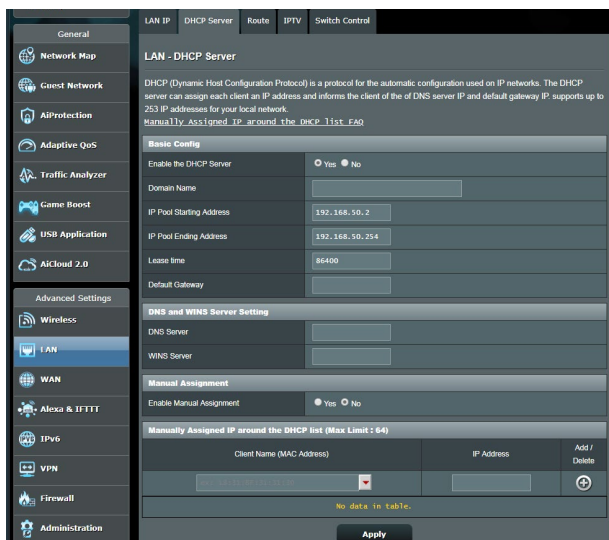 General
Network Map
Guest Network
AiProtection
Adaptive QoS
Traffic Analyzer
Game Boost
USB Application
AiCloud 2.0
Advanced Settings
Wireless
LAN
WAN
Alexa & IFTTT
IPv6
VPN
Firewall
Administration
LAN IP DHCP Server Route IPTV Switch Control
LAN - DHCP Server
DHCP (Dynamic Host Configuration Protocol) is a protocol for the automatic configuration used on IP networks. The DHCP
server can assign each client an IP address and informs the client of the of DNS server IP and default gateway IP. supports up to
253 IP addresses for your local network.
Manually Assigned IP around the DHCP list FAQ
Basic Config
Enable the DHCP Server Yes No
Domain Name
IP Pool Starting Address 192.168.50.2
IP Pool Ending Address 192.168.50.254
Lease time 86400
Default Gateway
DNS and WINS Server Setting
DNS Server
WINS Server
Manual Assignment
Enable Manual Assignment Yes No
Manually Assigned IP around the DHCP list (Max Limit : 64)
Client Name (MAC Address) IP Address Add /
Delete
No data in table.
Apply